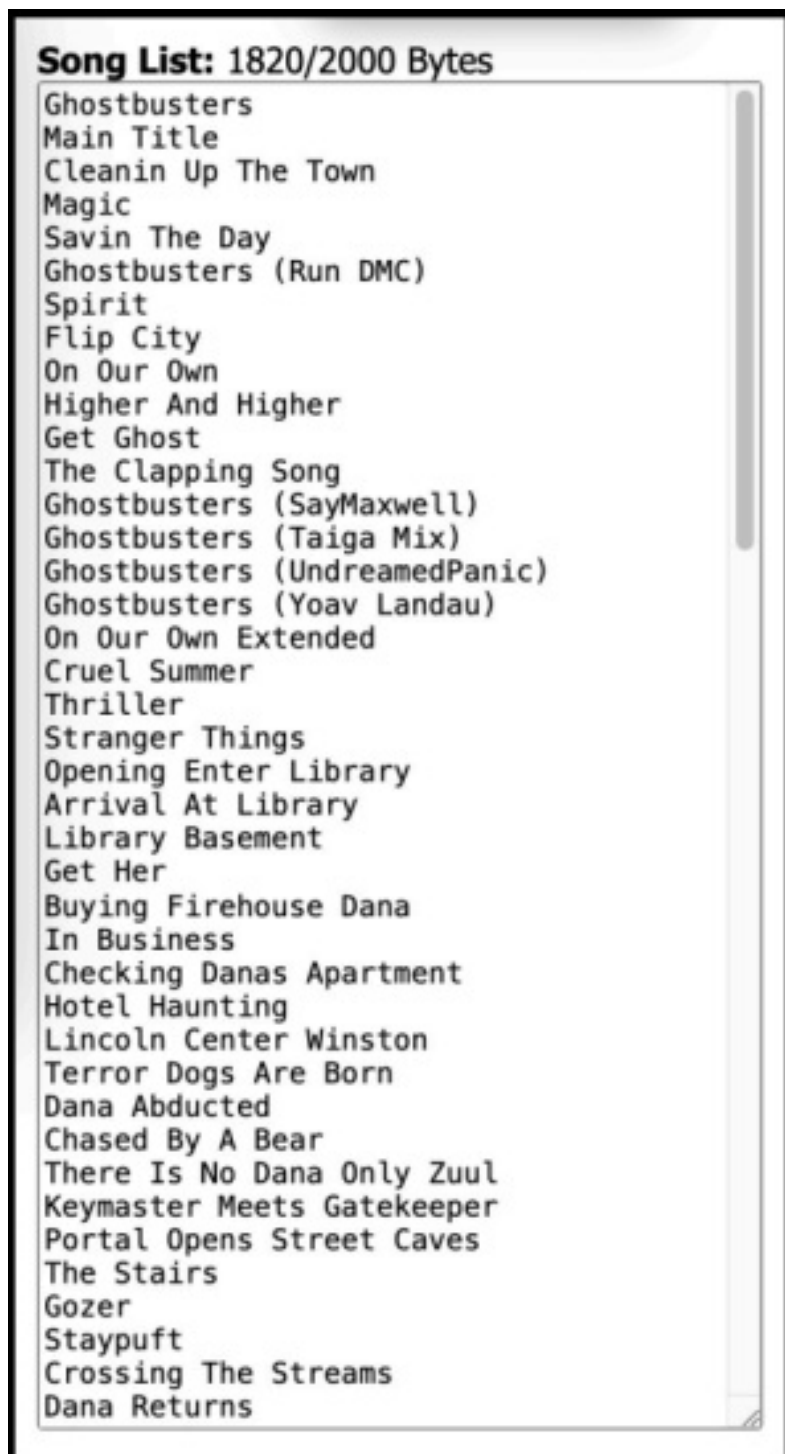 Song List: 1820/2000 Bytes
Ghostbusters
Main Title
Cleanin Up The Town
Magic
Savin The Day
Ghostbusters (Run DMC)
Spirit
Flip City
On Our Own
Higher And Higher
Get Ghost
The Clapping Song
Ghostbusters (SayMaxwell)
Ghostbusters (Taiga Mix)
Ghostbusters (UndreamedPanic)
Ghostbusters (Yoav Landau)
On Our Own Extended
Cruel Summer
Thriller
Stranger Things
Opening Enter Library
Arrival At Library
Library Basement
Get Her
Buying Firehouse Dana
In Business
Checking Danas Apartment
Hotel Haunting
Lincoln Center Winston
Terror Dogs Are Born
Dana Abducted
Chased By A Bear
There Is No Dana Only Zuul
Keymaster Meets Gatekeeper
Portal Opens Street Caves
The Stairs
Gozer
Staypuft
Crossing The Streams
Dana Returns